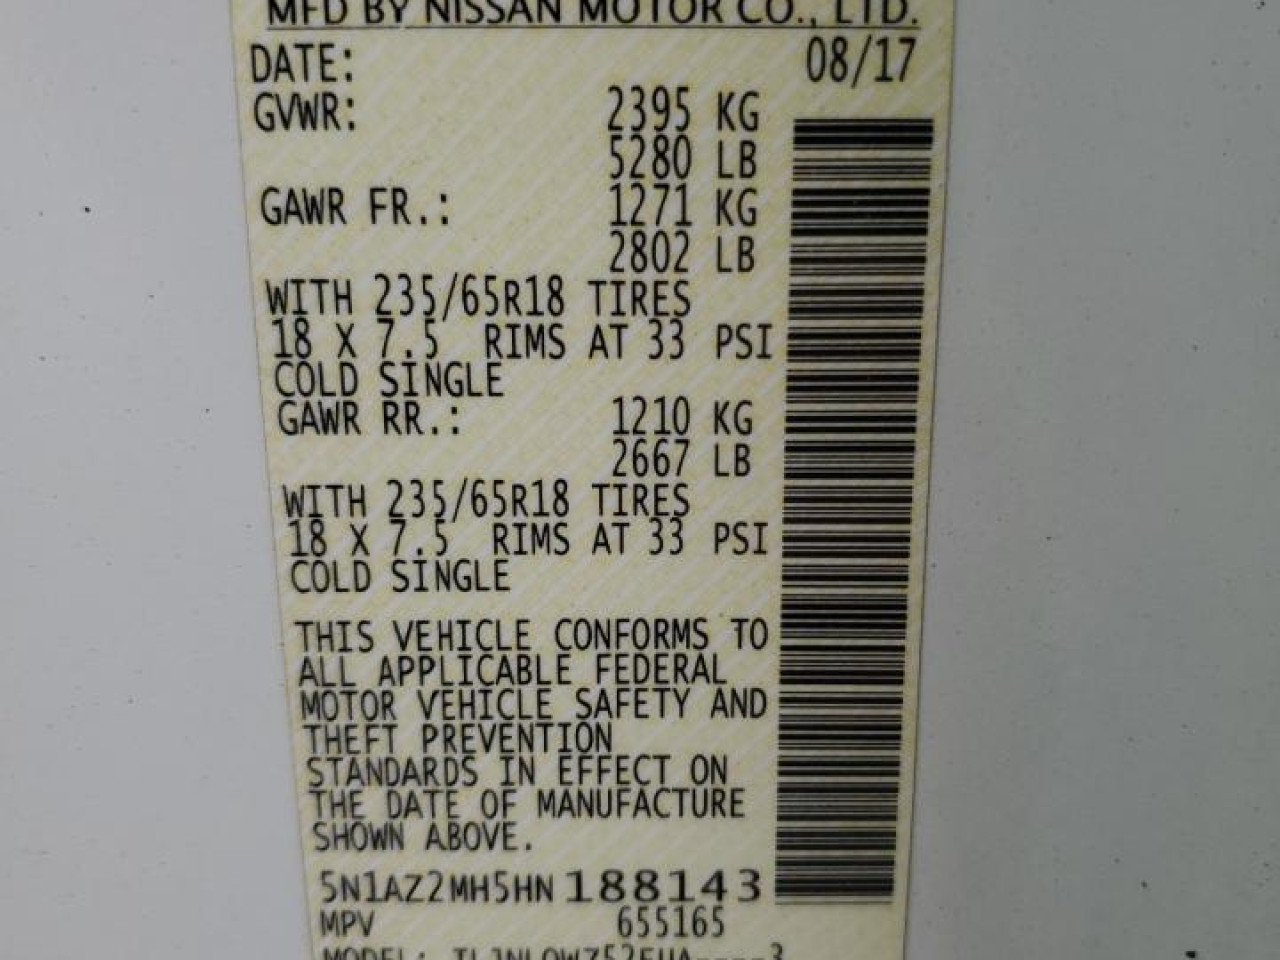 MFD BY NISSAN MOTOR CO., LTD.
DATE: 08/17
GVWR: 2395 KG
5280 LB
GAWR FR.: 1271 KG
2802 LB
WITH 235/65R18 TIRES
18 X 7.5 RIMS AT 33 PSI
COLD SINGLE
GAWR RR.: 1210 KG
2667 LB
WITH 235/65R18 TIRES
18 X 7.5 RIMS AT 33 PSI
COLD SINGLE
THIS VEHICLE CONFORMS TO
ALL APPLICABLE FEDERAL
MOTOR VEHICLE SAFETY AND
THEFT PREVENTION
STANDARDS IN EFFECT ON
THE DATE OF MANUFACTURE
SHOWN ABOVE.
5N1AZ2MH5HN188143
MPV 655165
MODEL: